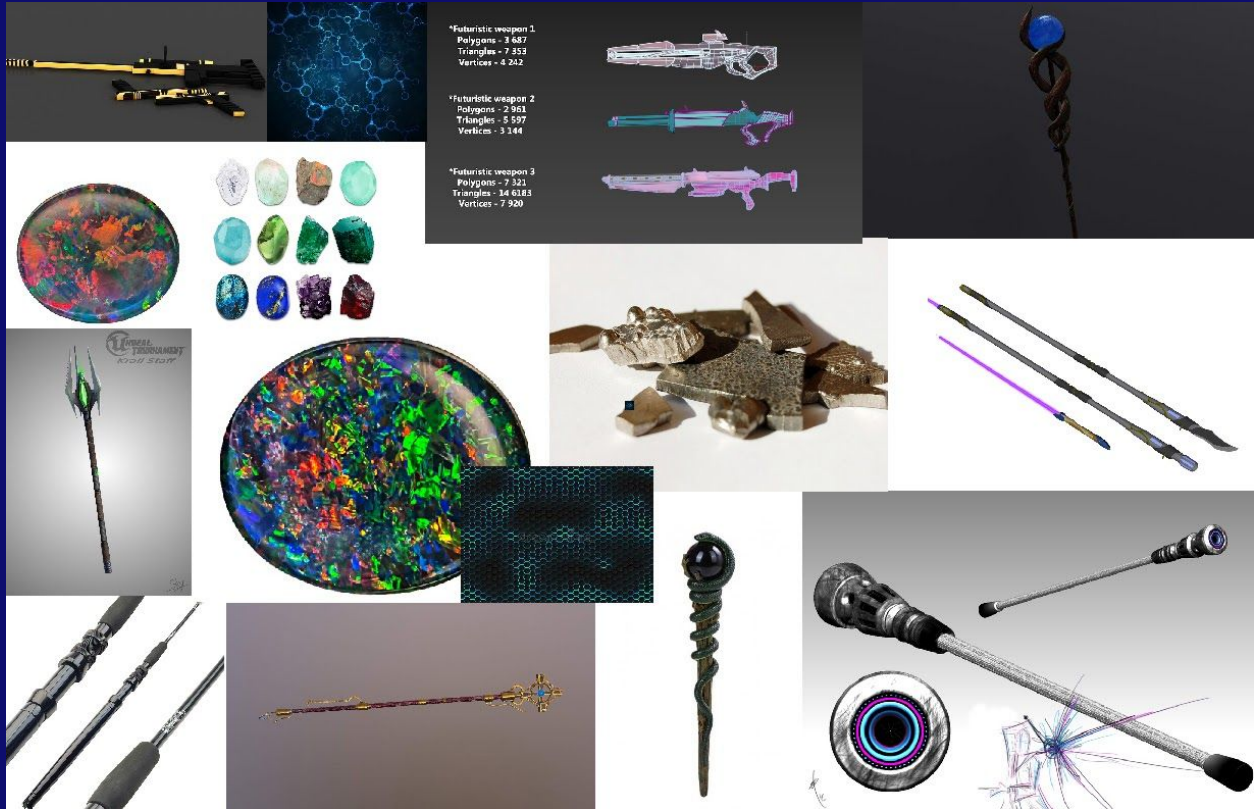 *Futuristic weapon 1
Polygons - 3 687
Triangles - 7 353
Vertices - 4 242
*Futuristic weapon 2
Polygons - 2 961
Triangles - 5 597
Vertices - 3 144
*Futuristic weapon 3
Polygons - 7 321
Triangles - 14 6183
Vertices - 7 920
UNREAL
TOURNAMENT
Krall Staff